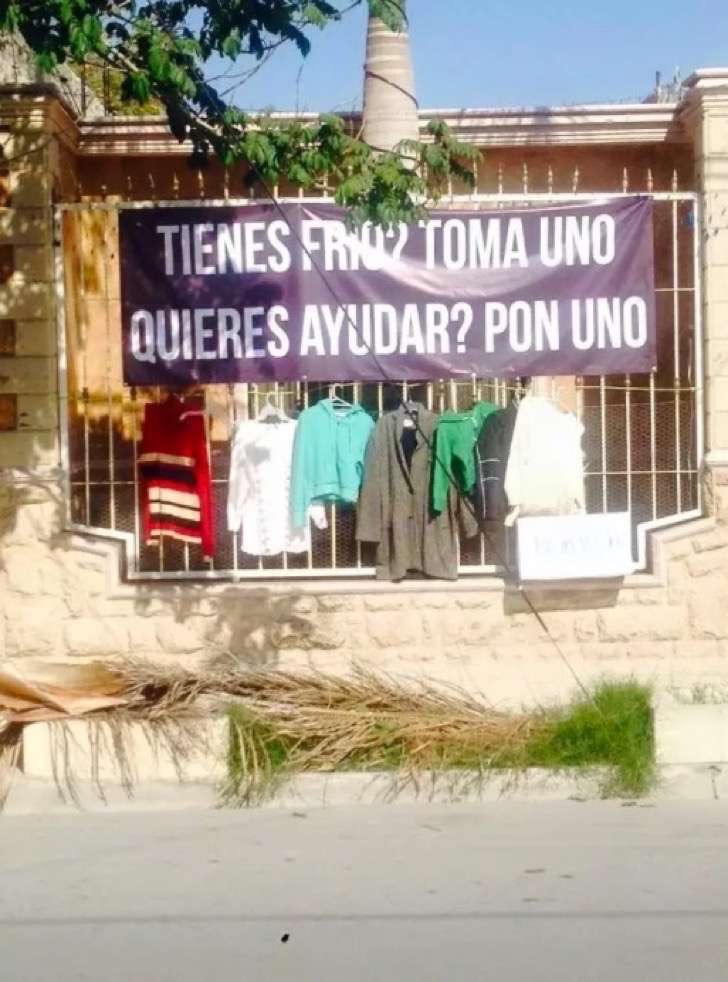 TIENES FRIO? TOMA UNO
QUIERES AYUDAR? PON UNO